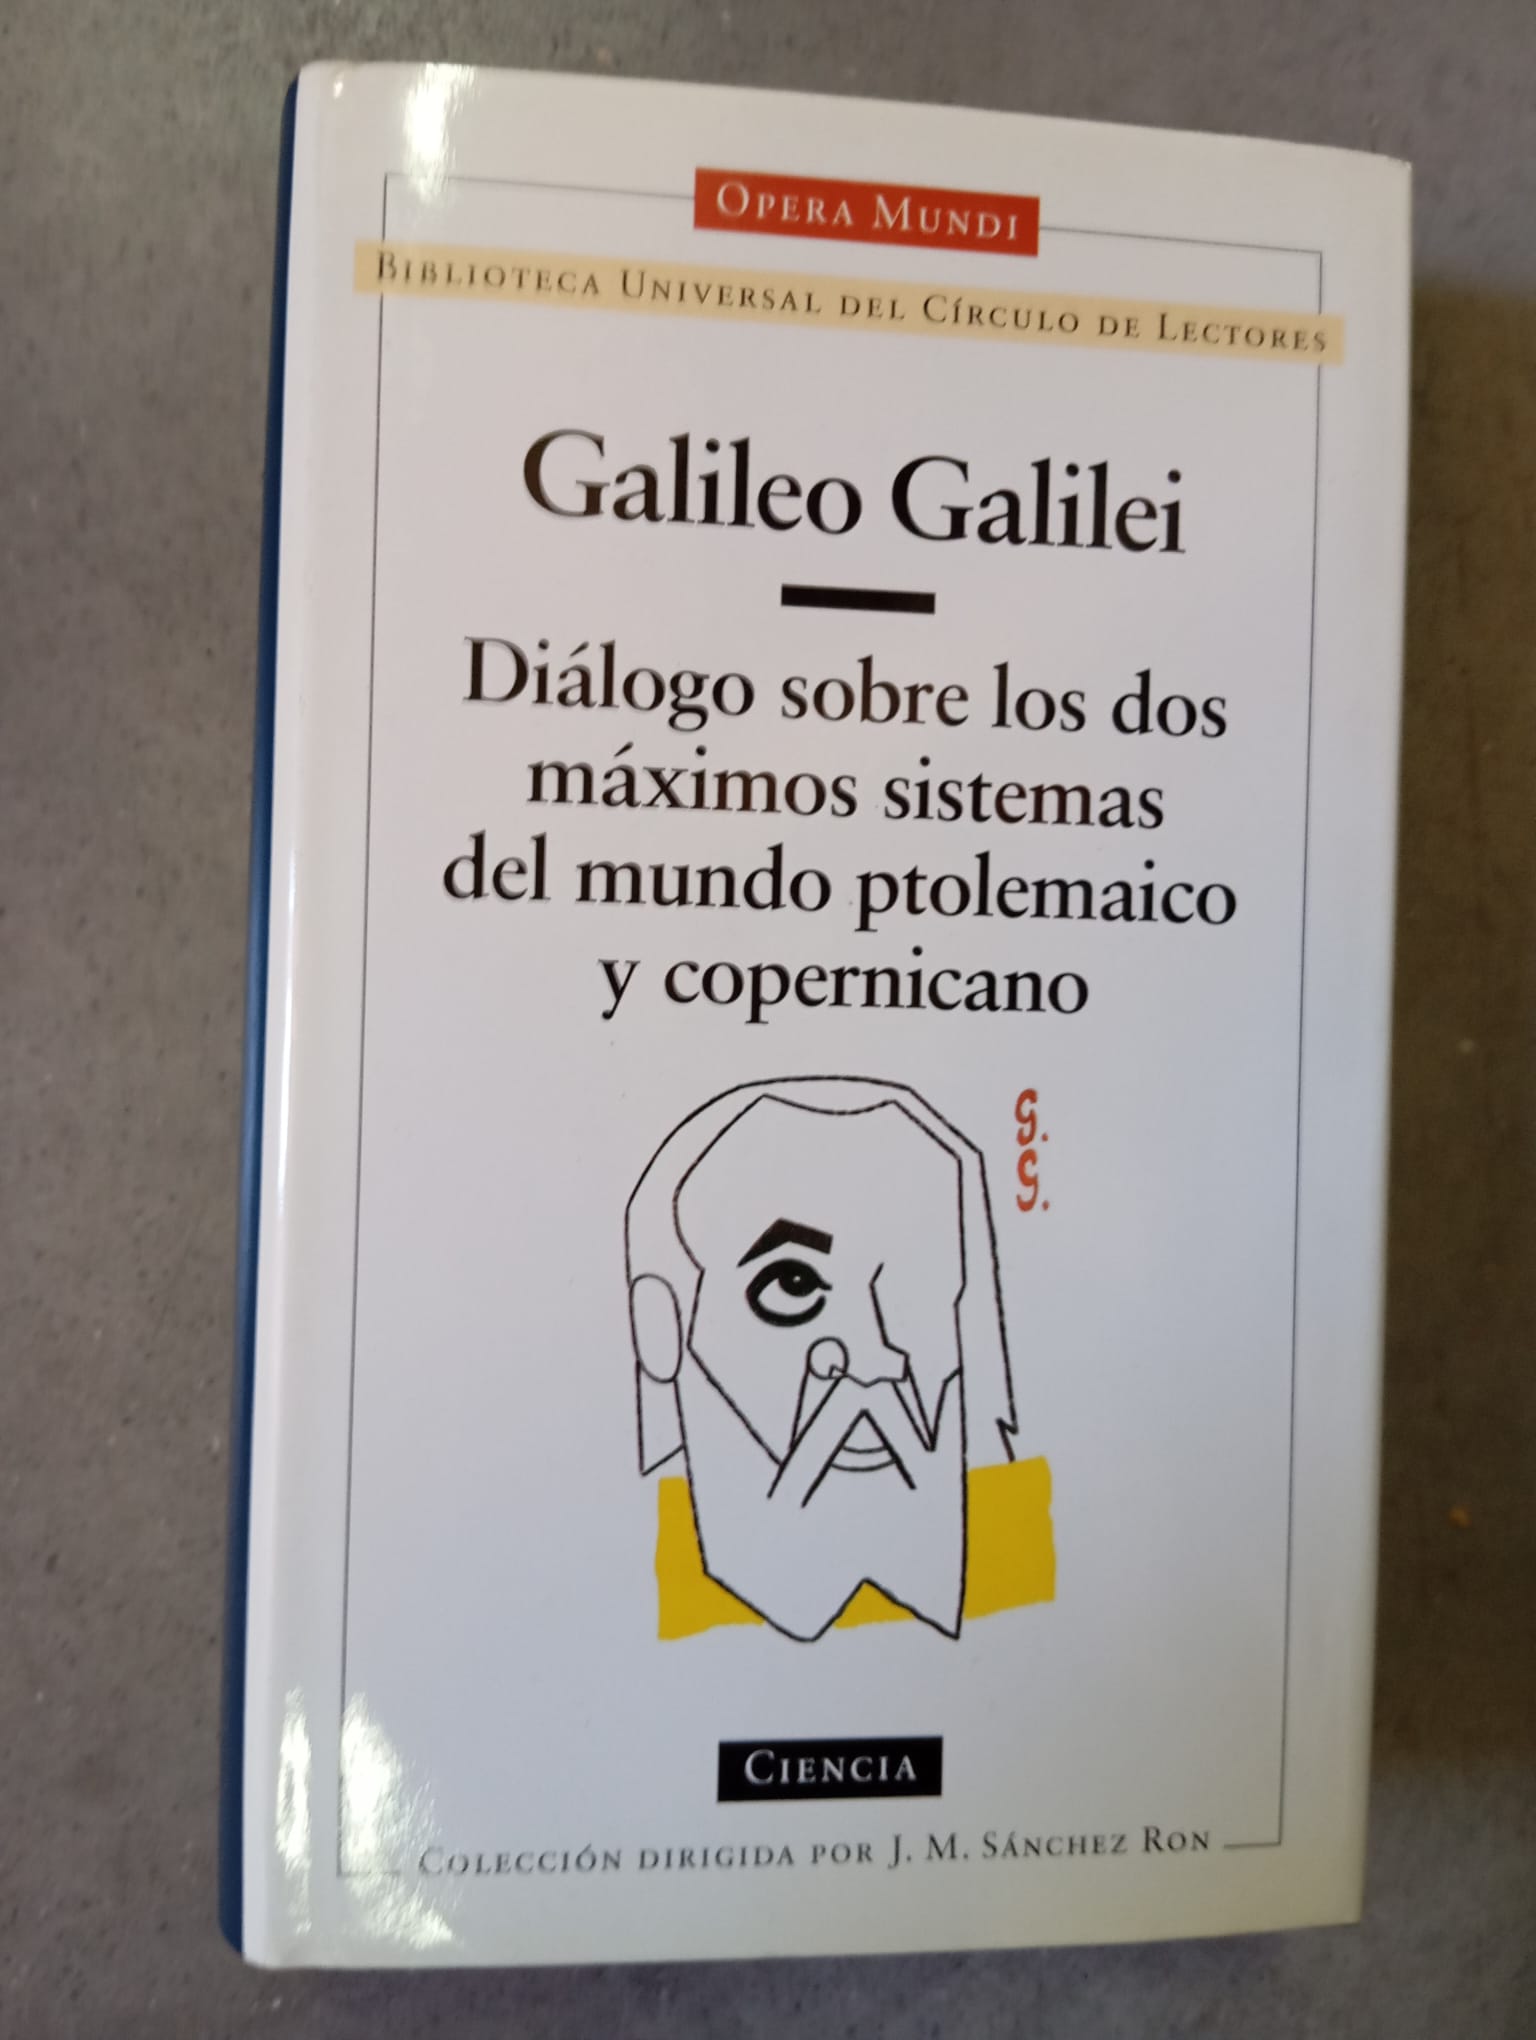 OPERA MUNDI
BIBLIOTECA UNIVERSAL DEL CÍRCULO DE LECTORES
Galileo Galilei
Diálogo sobre los dos
máximos sistemas
del mundo ptolemaico
y copernicano
G.
G.
CIENCIA
COLECCIÓN DIRIGIDA POR J. M. SÁNCHEZ RON